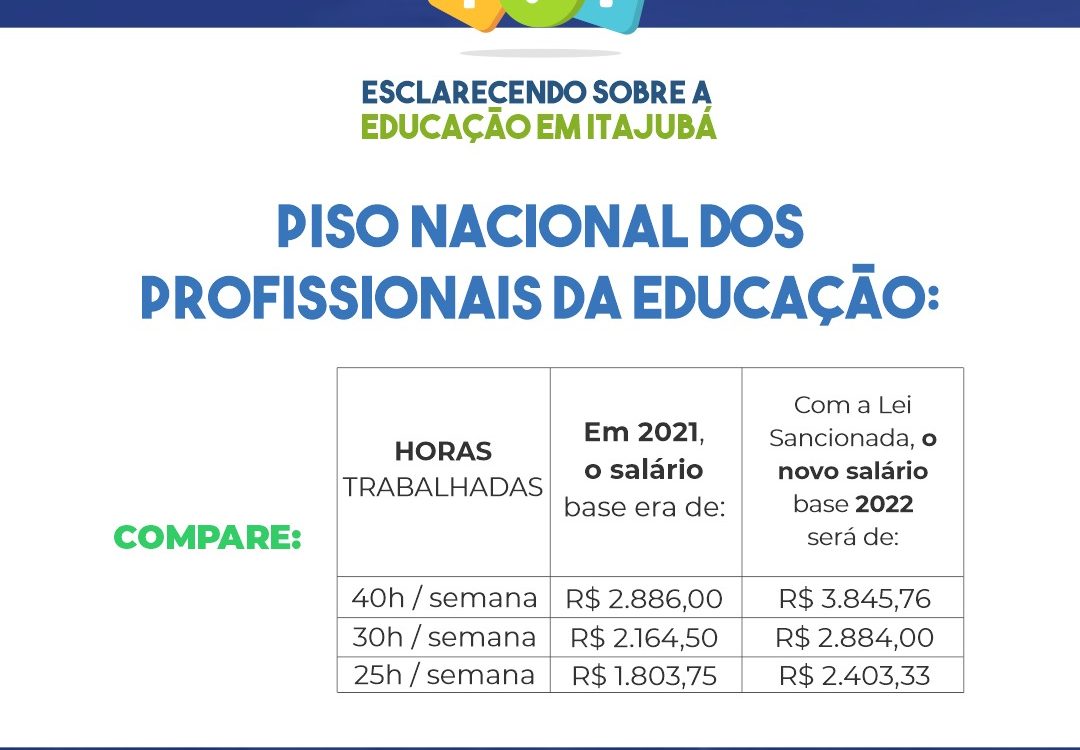 ESCLARECENDO SOBRE A
EDUCAÇÃO EM ITAJUBÁ
PISO NACIONAL DOS
PROFISSIONAIS DA EDUCAÇÃO:
COMPARE:
HORAS
TRABALHADAS
Em 2021,
o salário
base era de:
Com a Lei
Sancionada, o
novo salário
base 2022
será de:
40h / semana R$ 2.886,00 R$ 3.845,76
30h / semana R$ 2.164,50 R$ 2.884,00
25h / semana R$ 1.803,75 R$ 2.403,33